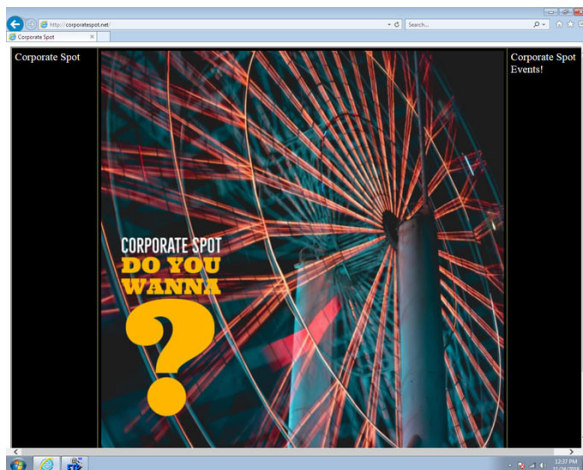 http://corporatespot.net/
Search...
Corporate Spot
Corporate Spot
Corporate Spot
Events!
CORPORATE SPOT
DO YOU
WANNA
?
12:37 PM